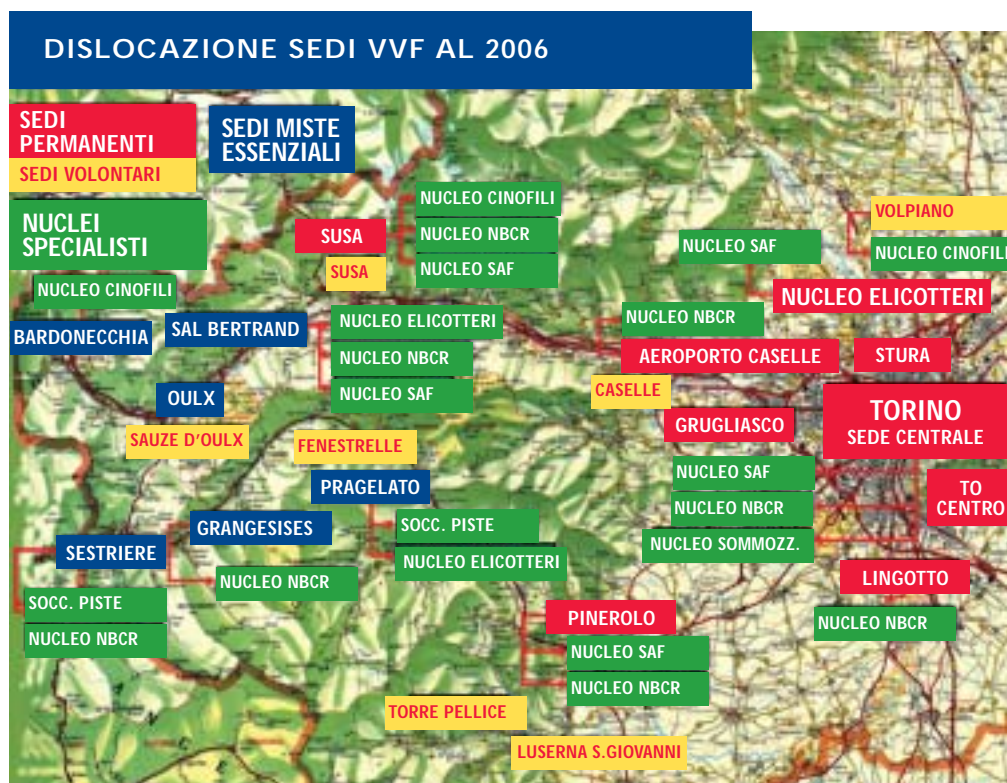 DISLOCAZIONE SEDI VVF AL 2006
SEDI
PERMANENTI
SEDI VOLONTARI
SEDI MISTE
ESSENZIALI
NUCLEI
SPECIALISTI
NUCLEO CINOFILI
BARDONECCHIA
SAL BERTRAND
OULX
SAUZE D'OULX
SUSA
SUSA
NUCLEO CINOFILI
NUCLEO NBCR
NUCLEO SAF
NUCLEO ELICOTTERI
NUCLEO NBCR
NUCLEO SAF
FENESTRELLE
PRAGELATO
SOCC. PISTE
NUCLEO ELICOTTERI
GRANGESISES
NUCLEO NBCR
SESTRIERE
SOCC. PISTE
NUCLEO NBCR
VOLPIANO
NUCLEO CINOFILI
NUCLEO SAF
NUCLEO ELICOTTERI
NUCLEO NBCR
AEROPORTO CASELLE
CASELLE
STURA
GRUGLIASCO
TORINO
SEDE CENTRALE
NUCLEO SAF
NUCLEO NBCR
NUCLEO SOMMOZZ.
TO
CENTRO
LINGOTTO
NUCLEO NBCR
PINEROLO
NUCLEO SAF
NUCLEO NBCR
TORRE PELLICE
LUSERNA S.GIOVANNI